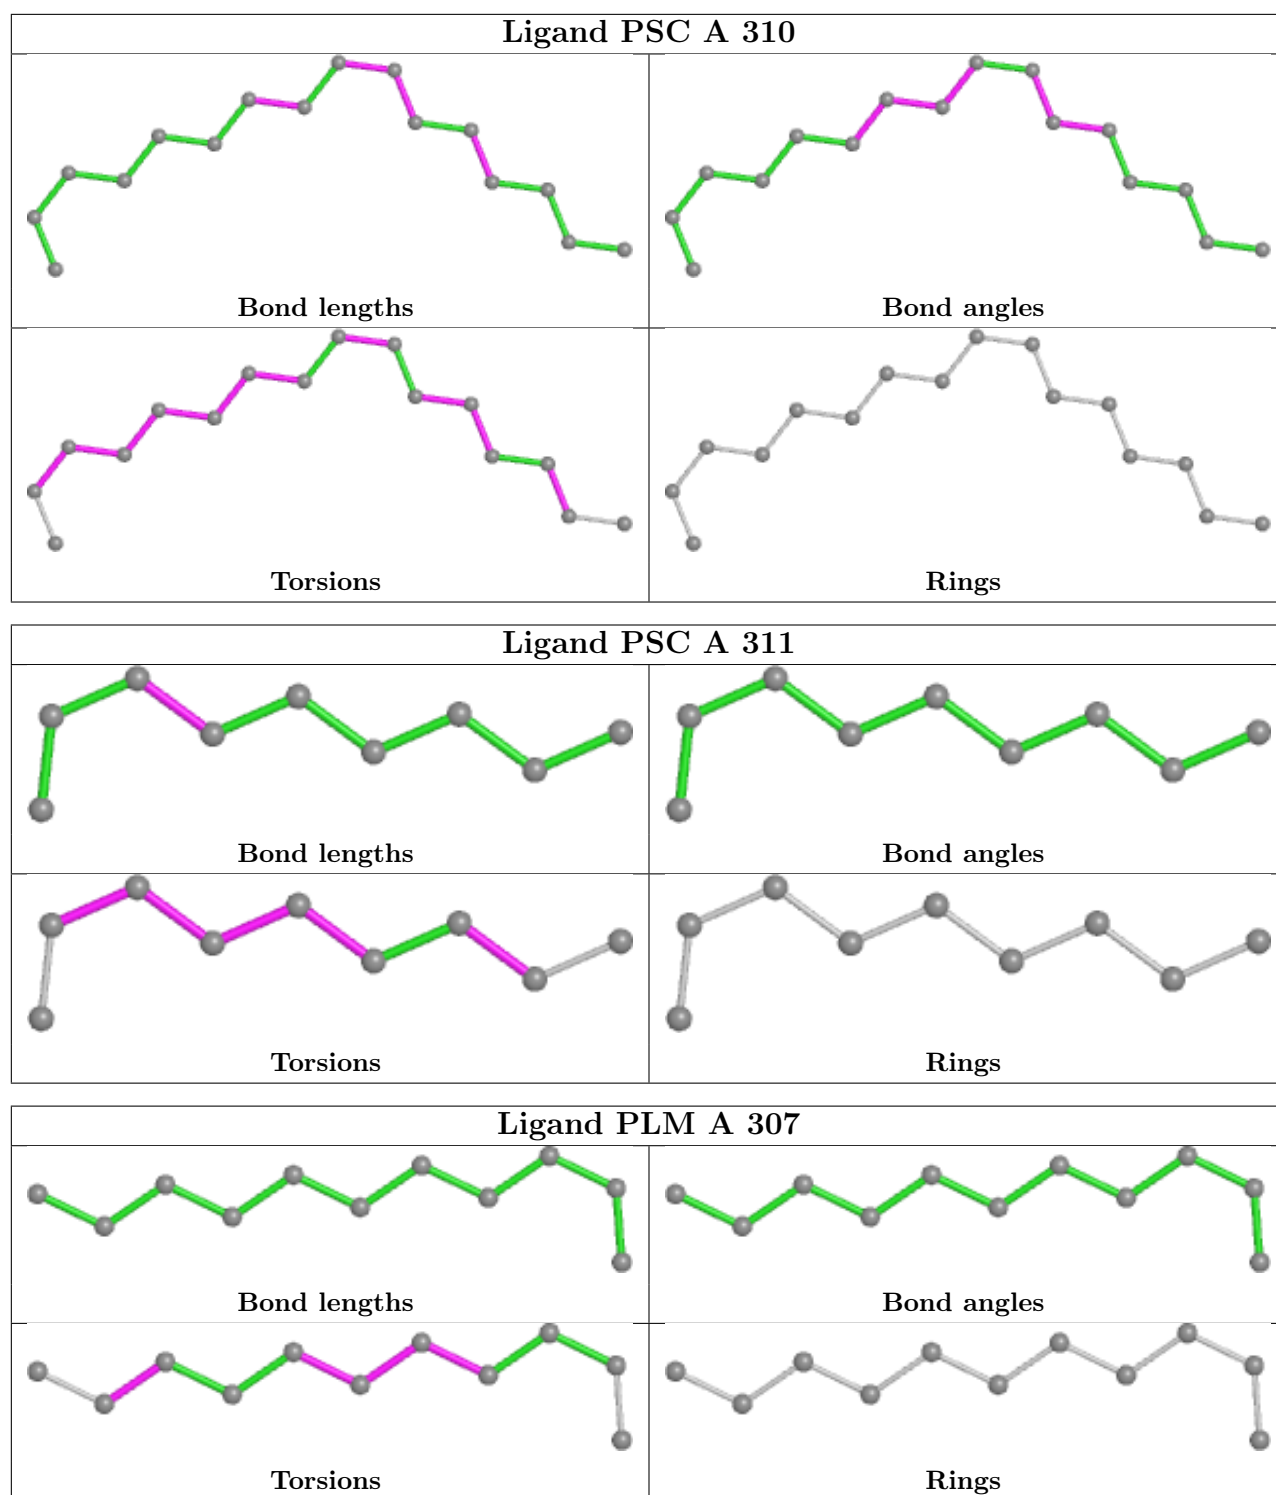 Ligand PSC A 310
Bond lengths
Bond angles
Torsions
Rings
Ligand PSC A 311
Bond lengths
Bond angles
Torsions
Rings
Ligand PLM A 307
Bond lengths
Bond angles
Torsions
Rings